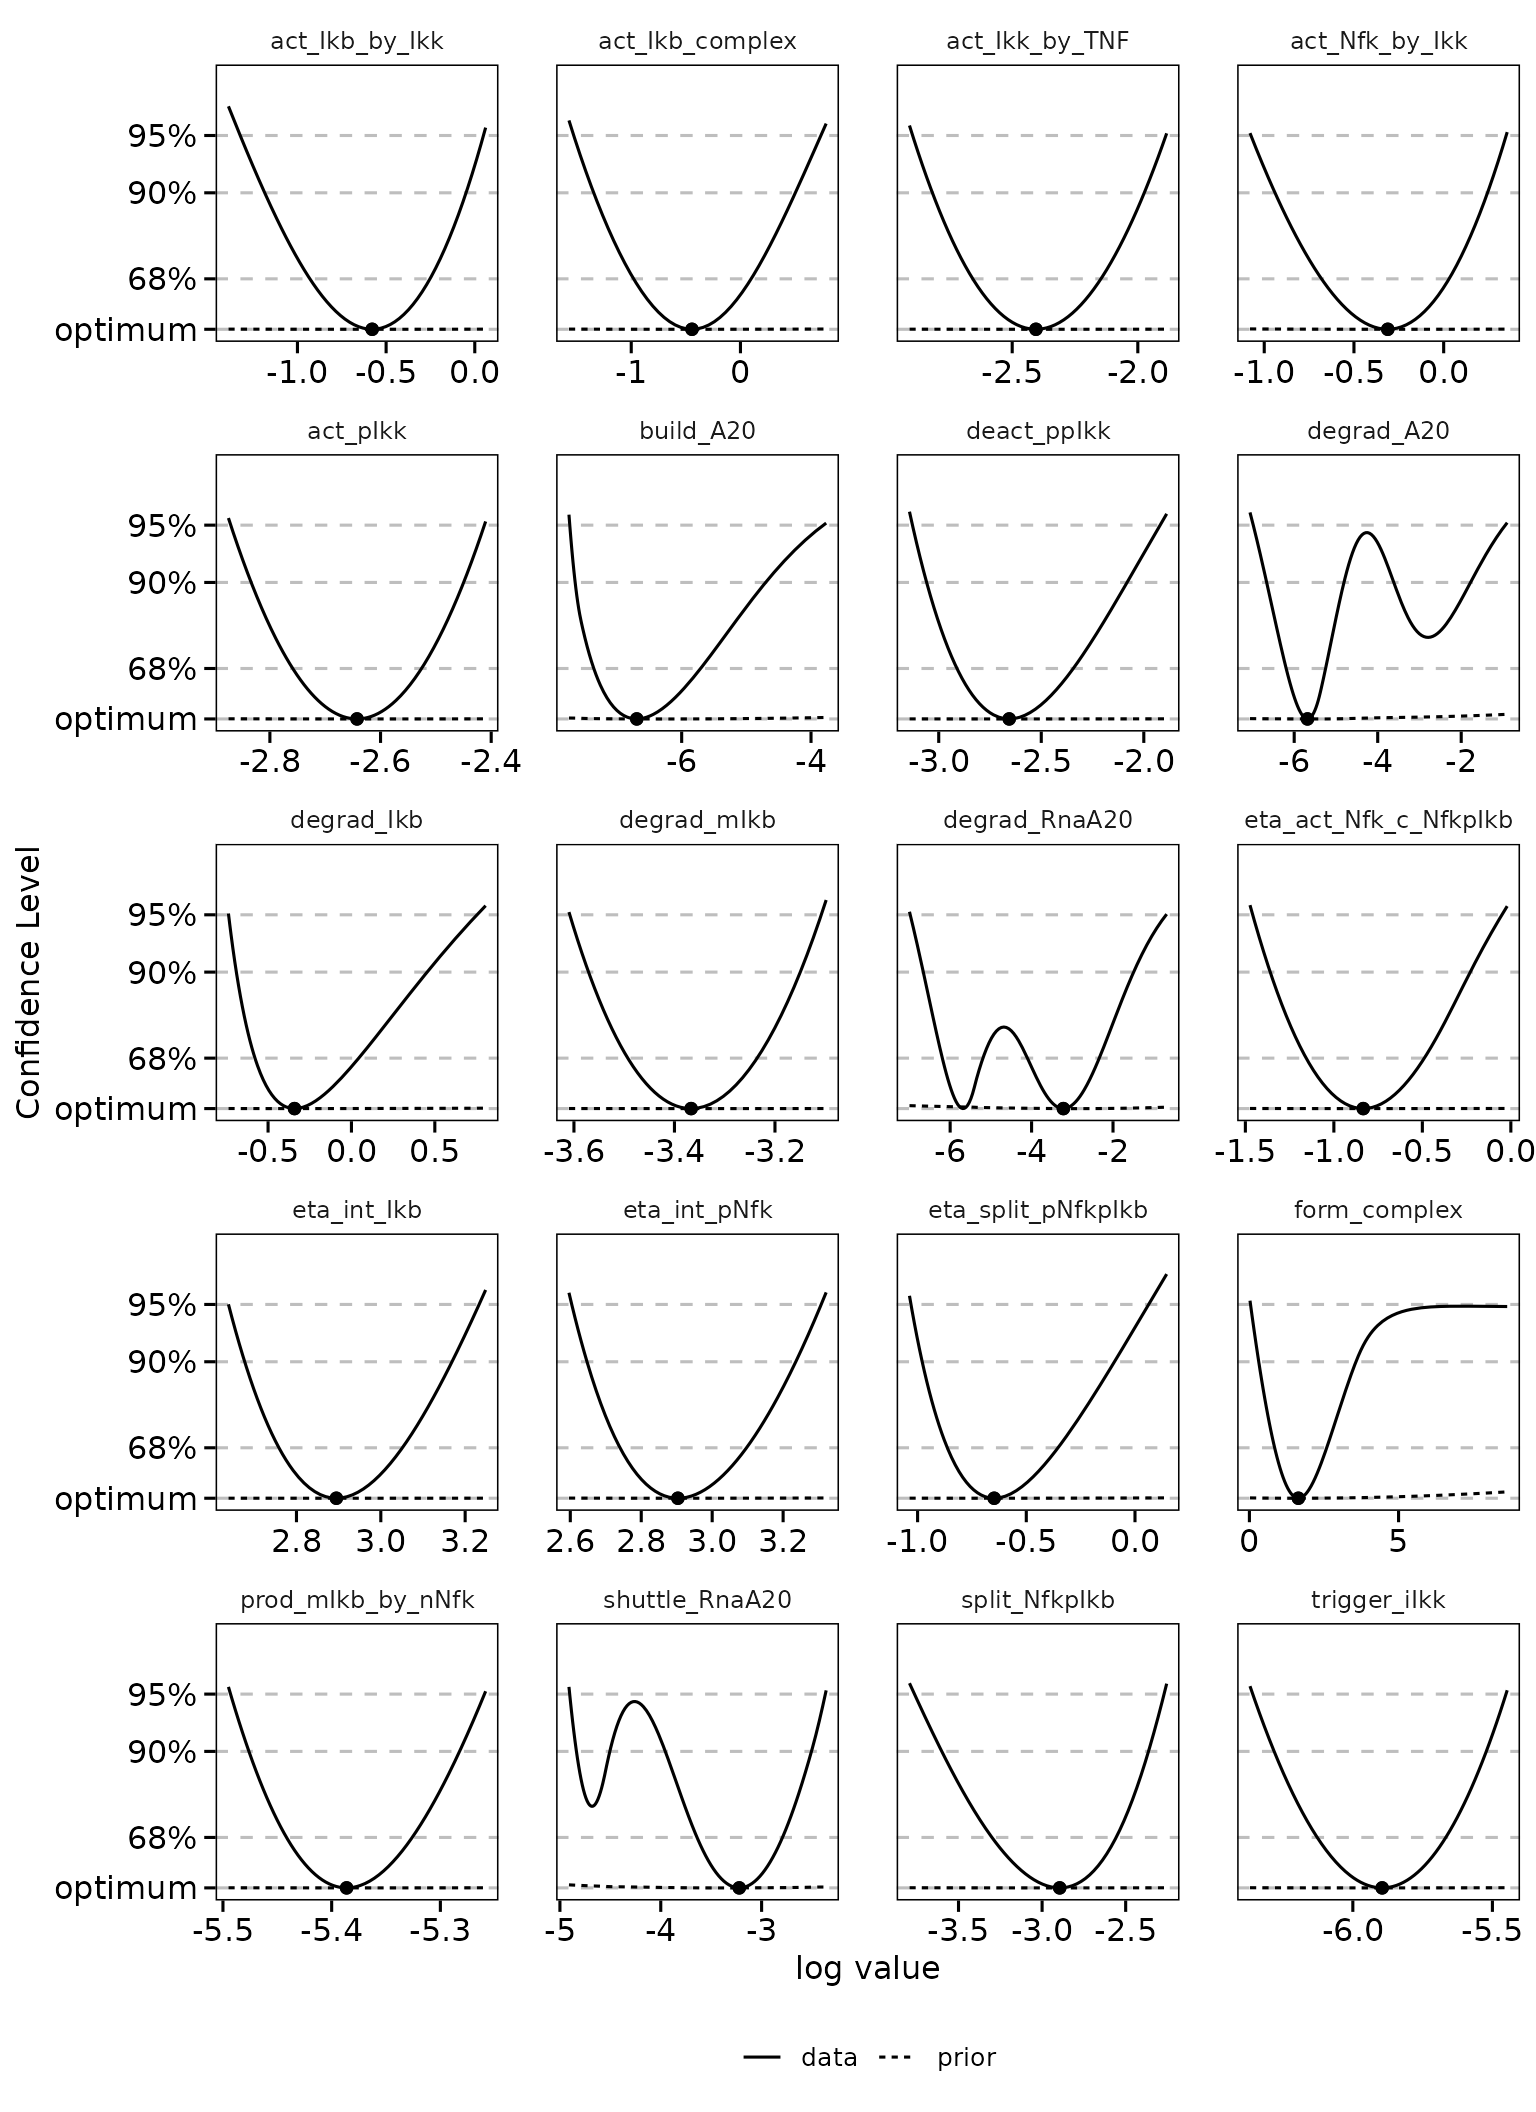 act_Ikb_by_Ikk act_Ikb_complex act_Ikk_by_TNF act_Nfk_by_Ikk
95%
90%
68%
optimum
-1.0 -0.5 0.0 -1 0 -2.5 -2.0 -1.0 -0.5 0.0
act_pIkk build_A20 deact_ppIkk degrad_A20
95%
90%
68%
optimum
-2.8 -2.6 -2.4 -6 -4 -3.0 -2.5 -2.0 -6 -4 -2
degrad_Ikb degrad_mIkb degrad_RnaA20 eta_act_Nfk_c_NfkpIkb
Confidence Level
95%
90%
68%
optimum
-0.5 0.0 0.5 -3.6 -3.4 -3.2 -6 -4 -2 -1.5 -1.0 -0.5 0.0
eta_int_Ikb eta_int_pNfk eta_split_pNfkpIkb form_complex
95%
90%
68%
optimum
2.8 3.0 3.2 2.6 2.8 3.0 3.2 -1.0 -0.5 0.0 0 5
prod_mIkb_by_nNfk shuttle_RnaA20 split_NfkpIkb trigger_iIkk
95%
90%
68%
optimum
-5.5 -5.4 -5.3 -5 -4 -3 -3.5 -3.0 -2.5 -6.0 -5.5
log value
data prior